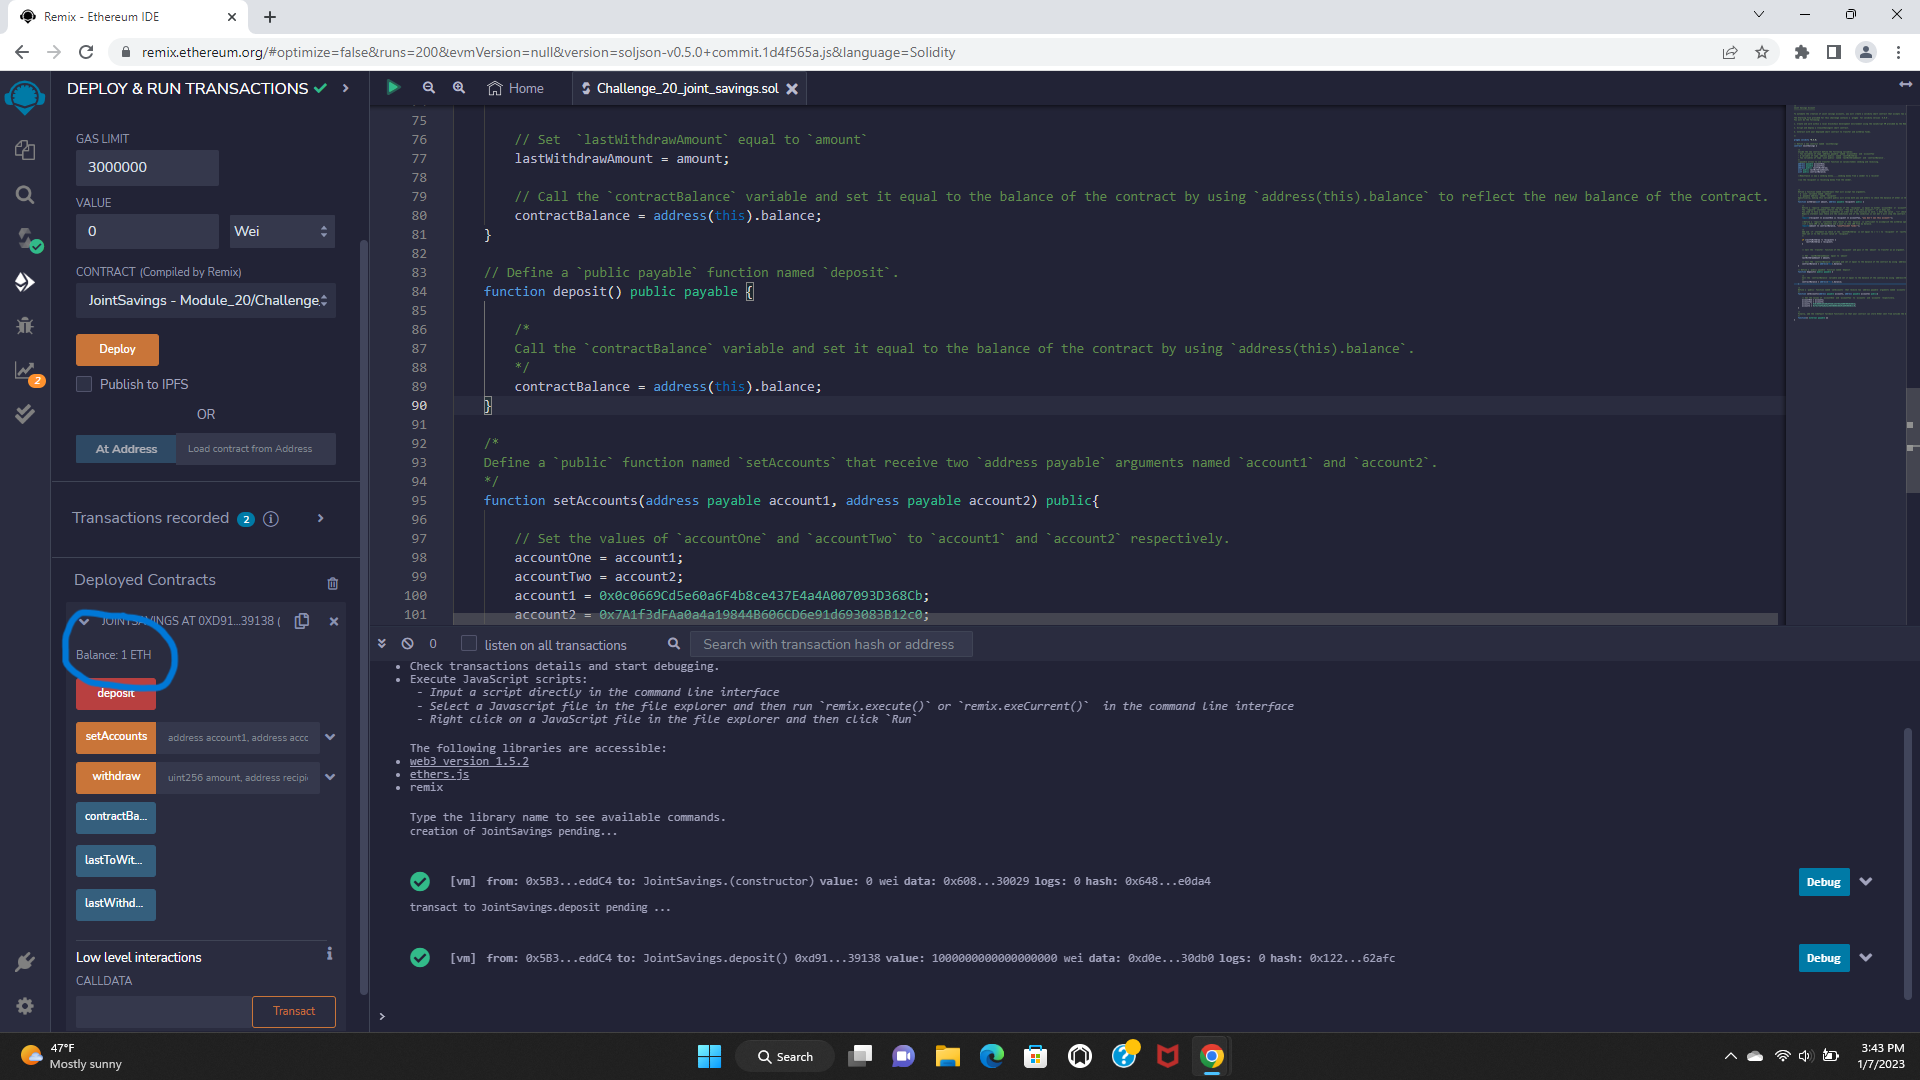 Remix - Ethereum IDE
remix.ethereum.org/#optimize=false&runs=200&evmVersion=null&version=soljson-v0.5.0+commit.1d4f565a.js&language=Solidity
DEPLOY & RUN TRANSACTIONS
Home
Challenge_20_joint_savings.sol
GAS LIMIT
3000000
VALUE
0
Wei
CONTRACT (Compiled by Remix)
JointSavings - Module_20/Challenge
Deploy
Publish to IPFS
OR
At Address
Load contract from Address
Transactions recorded 2
Deployed Contracts
JOINTSAVINGS AT 0XD91...39138 (
Balance: 1 ETH
deposit
setAccounts
address account1, address acco
withdraw
uint256 amount, address recipi
contractBa...
lastToWit...
lastWithd...
Low level interactions
CALLDATA
Transact
2
75
76 // Set `lastWithdrawAmount` equal to `amount`
77 lastWithdrawAmount = amount;
78
79 // Call the `contractBalance` variable and set it equal to the balance of the contract by using `address(this).balance` to reflect the new balance of the contract.
80 contractBalance = address(this).balance;
81 }
82
83 // Define a `public payable` function named `deposit`.
84 function deposit() public payable {
85
86 /*
87 Call the `contractBalance` variable and set it equal to the balance of the contract by using `address(this).balance`.
88 */
89 contractBalance = address(this).balance;
90 }
91
92 /*
93 Define a `public` function named `setAccounts` that receive two `address payable` arguments named `account1` and `account2`.
94 */
95 function setAccounts(address payable account1, address payable account2) public{
96
97 // Set the values of `accountOne` and `accountTwo` to `account1` and `account2` respectively.
98 accountOne = account1;
99 accountTwo = account2;
100 account1 = 0x0c0669Cd5e60a6F4b8ce437E4a4A007093D368Cb;
101 account2 = 0x7A1f3dFAa0a4a19844B606CD6e91d693083B12c0;
0
listen on all transactions
Search with transaction hash or address
• Check transactions details and start debugging.
• Execute JavaScript scripts:
- Input a script directly in the command line interface
- Select a Javascript file in the file explorer and then run `remix.execute()` or `remix.exeCurrent()` in the command line interface
- Right click on a JavaScript file in the file explorer and then click `Run`
The following libraries are accessible:
• web3 version 1.5.2
• ethers.js
• remix
Type the library name to see available commands.
creation of JointSavings pending...
[vm] from: 0x5B3...eddC4 to: JointSavings.(constructor) value: 0 wei data: 0x608...30029 logs: 0 hash: 0x648...e0da4
Debug
transact to JointSavings.deposit pending ...
[vm] from: 0x5B3...eddC4 to: JointSavings.deposit() 0xd91...39138 value: 1000000000000000000 wei data: 0xd0e...30db0 logs: 0 hash: 0x122...62afc
Debug
>
47°F
Mostly sunny
Search
3:43 PM
1/7/2023